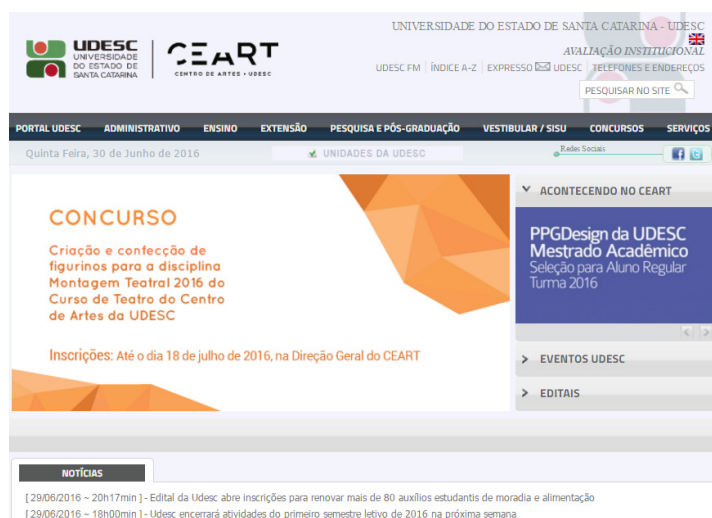 UNIVERSIDADE DO ESTADO DE SANTA CATARINA - UDESC
UDESC
UNIVERSIDADE
DO ESTADO DE
SANTA CATARINA
CEART
CENTRO DE ARTES • UDESC
AVALIAÇÃO INSTITUCIONAL
UDESC FM | ÍNDICE A-Z | EXPRESSO UDESC | TELEFONES E ENDEREÇOS
PESQUISAR NO SITE
PORTAL UDESC ADMINISTRATIVO ENSINO EXTENSÃO PESQUISA E PÓS-GRADUAÇÃO VESTIBULAR / SISU CONCURSOS SERVIÇOS
Quinta Feira, 30 de Junho de 2016
UNIDADES DA UDESC
Redes Sociais
CONCURSO
Criação e confecção de
figurinos para a disciplina
Montagem Teatral 2016 do
Curso de Teatro do Centro
de Artes da UDESC
Inscrições: Até o dia 18 de julho de 2016, na Direção Geral do CEART
ACONTECENDO NO CEART
PPGDesign da UDESC
Mestrado Acadêmico
Seleção para Aluno Regular
Turma 2016
EVENTOS UDESC
EDITAIS
NOTÍCIAS
[ 29/06/2016 ~ 20h17min ] - Edital da Udesc abre inscrições para renovar mais de 80 auxílios estudantis de moradia e alimentação
[ 29/06/2016 ~ 18h00min ] - Udesc encerrará atividades do primeiro semestre letivo de 2016 na próxima semana